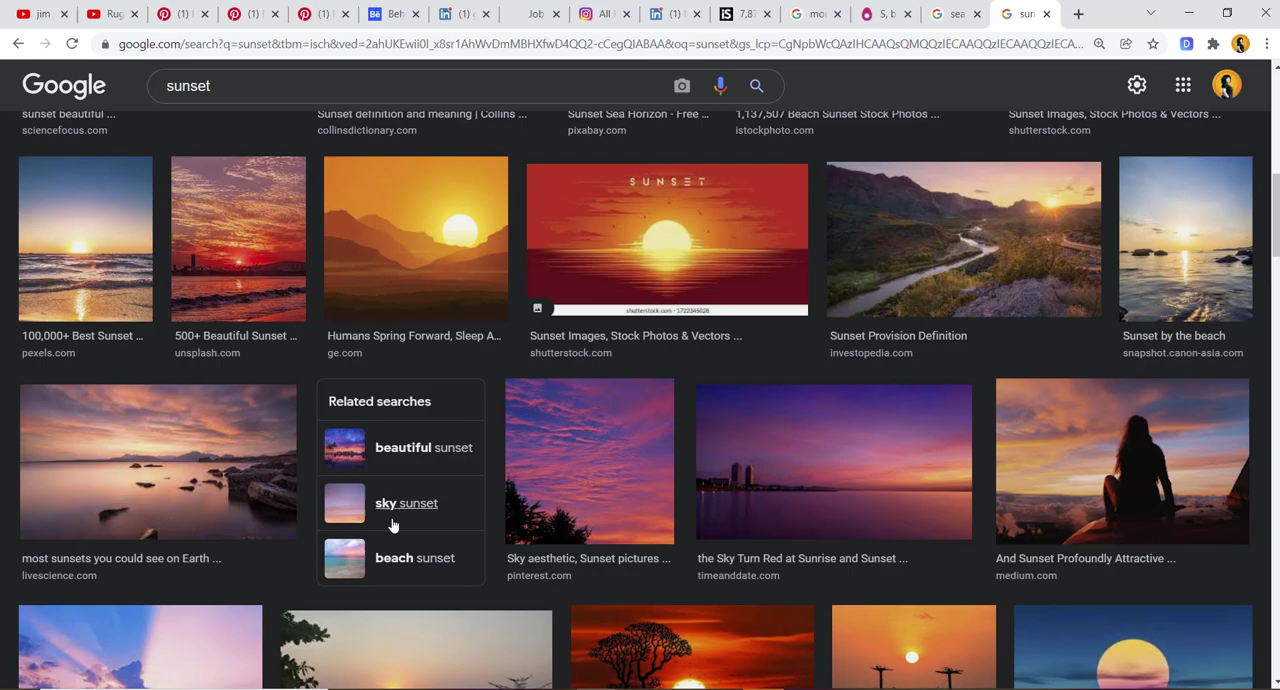 jim
Rug
(1)
(1)
(1)
Beh
(1)
Job
All
(1)
7,8
mo
S, b
sea
sun
google.com/search?q=sunset&tbm=isch&ved=2ahUKEwii0I_x8sr1AhWvDmMBHXfwD4QQ2-cCegQIABAA&oq=sunset&gs_lcp=CgNpbWcQAzIHCAAQsQMQQzIECAAQQzIECAAQQzIECA...
Google
sunset
sunset beautiful ...
sciencefocus.com
Sunset definition and meaning | Collins ...
collinsdictionary.com
Sunset Sea Horizon - Free ...
pixabay.com
1,137,507 Beach Sunset Stock Photos ...
istockphoto.com
Sunset Images, Stock Photos & Vectors ...
shutterstock.com
SUNSET
shutterstock.com · 1722345028
100,000+ Best Sunset ...
pexels.com
500+ Beautiful Sunset ...
unsplash.com
Humans Spring Forward, Sleep A...
ge.com
Sunset Images, Stock Photos & Vectors ...
shutterstock.com
Sunset Provision Definition
investopedia.com
Sunset by the beach
snapshot.canon-asia.com
Related searches
beautiful sunset
sky sunset
beach sunset
most sunsets you could see on Earth ...
livescience.com
Sky aesthetic, Sunset pictures ...
pinterest.com
the Sky Turn Red at Sunrise and Sunset ...
timeanddate.com
And Sunset Profoundly Attractive ...
medium.com